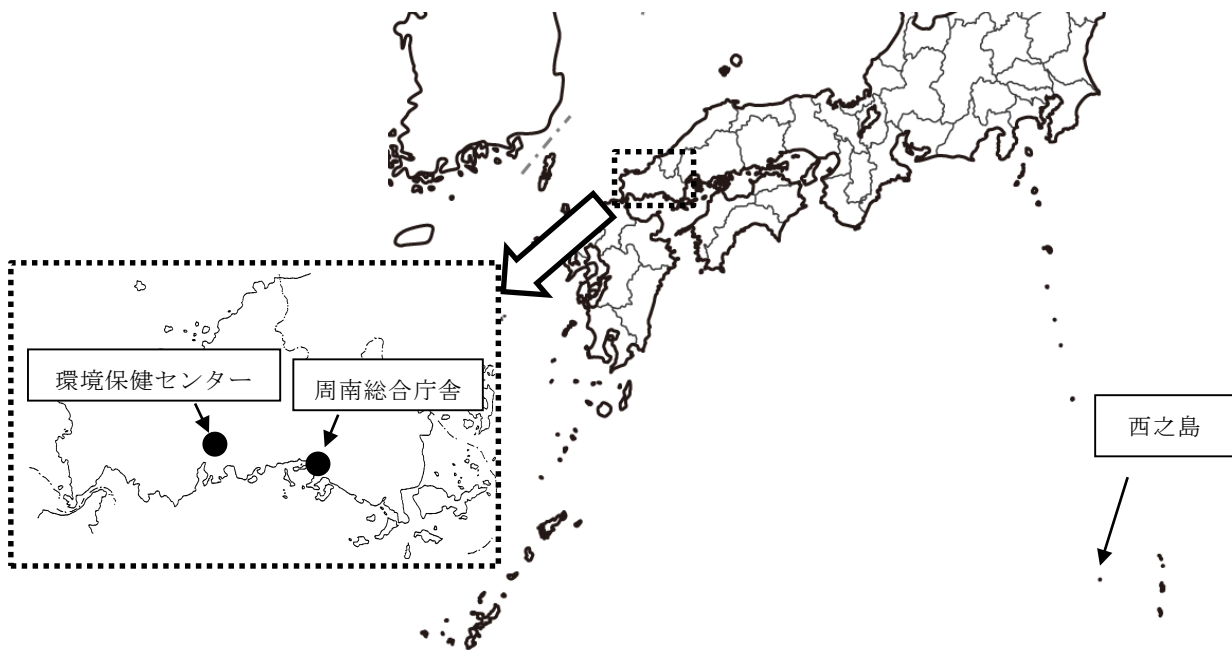 環境保健センター
周南総合庁舎
西之島